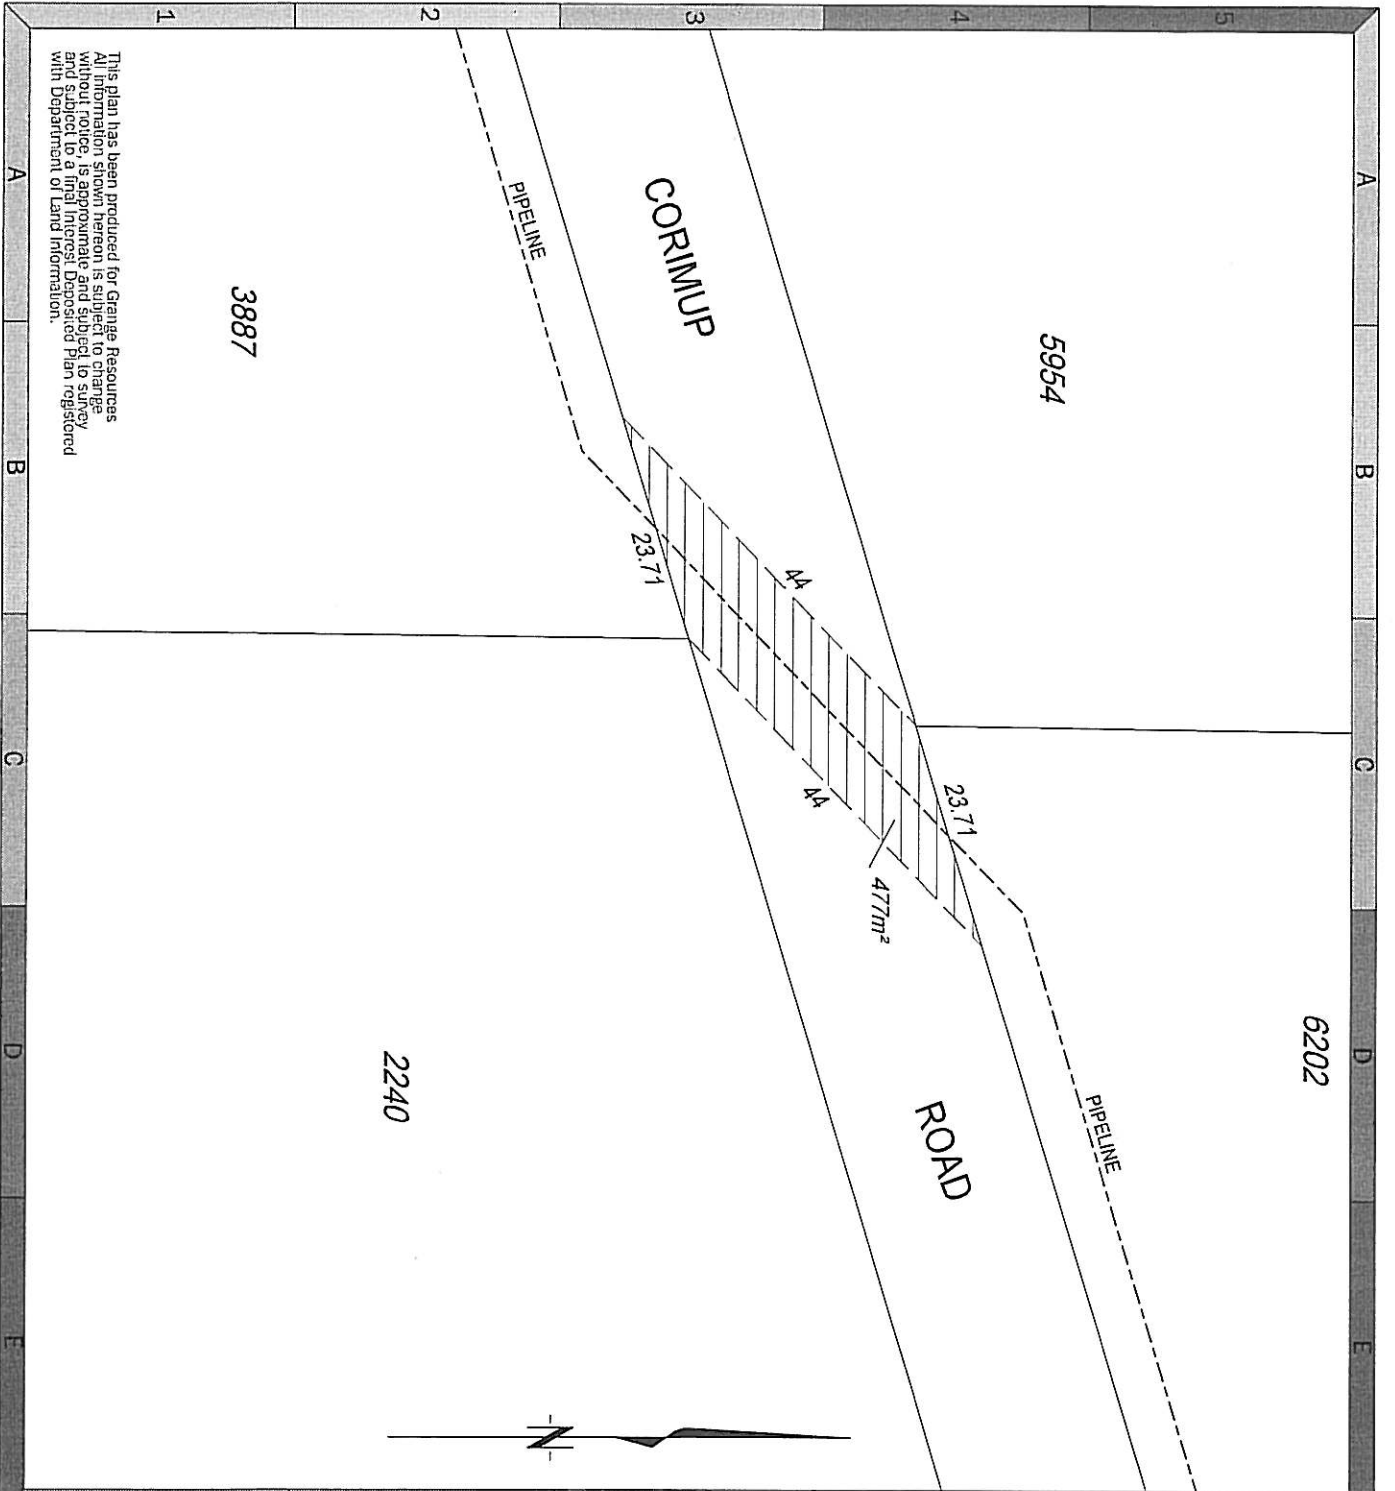 1
2
3
4
5
A
B
C
D
E
A
B
C
D
E
5954
6202
CORIMUP
ROAD
PIPELINE
PIPELINE
44
44
23.71
23.71
477m²
3887
2240
N
This plan has been produced for Grange Resources
All information shown hereon is subject to change
without notice, is approximate and subject to survey
and subject to a final Interest Deposited Plan registered
with Department of Land Information.